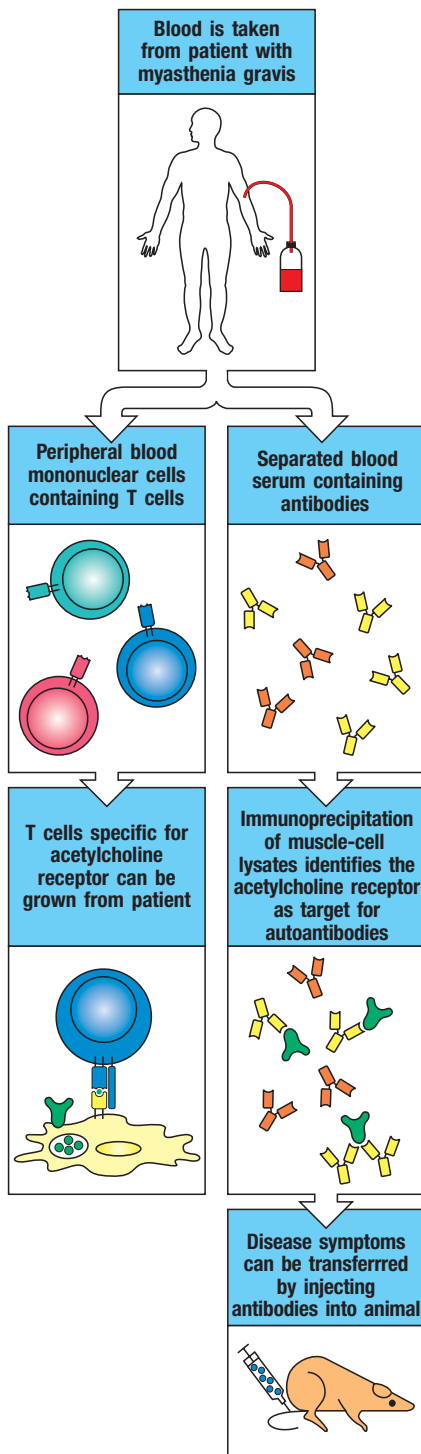 Blood is taken
from patient with
myasthenia gravis
Peripheral blood
mononuclear cells
containing T cells
Separated blood
serum containing
antibodies
T cells specific for
acetylcholine
receptor can be
grown from patient
Immunoprecipitation
of muscle-cell
lysates identifies the
acetylcholine receptor
as target for
autoantibodies
Disease symptoms
can be transferrred
by injecting
antibodies into animal